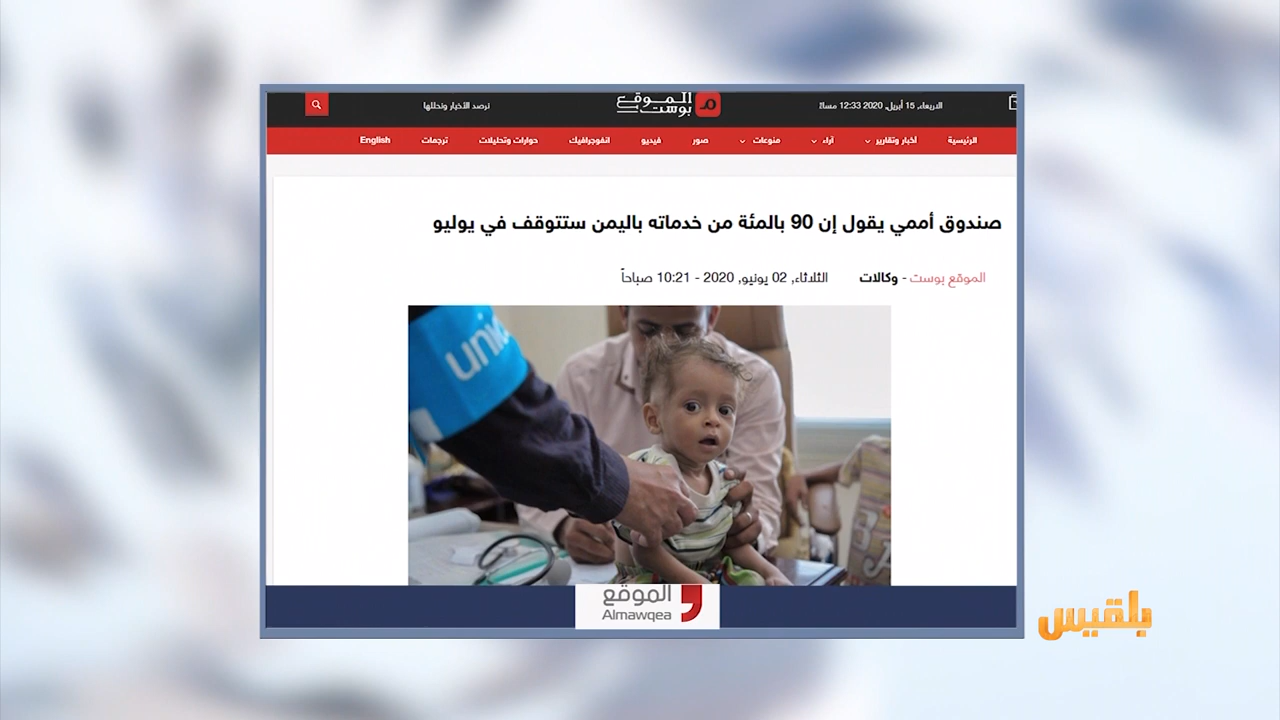 الموقع
بوست
الاربعاء, 15 أبريل, 2020 12:33 مساءً
نرصد الأخبار ونحللها
الرئيسية أخبار وتقارير آراء منوعات صور فيديو انفوجرافيك حوارات وتحليلات ترجمات English
صندوق أممي يقول إن 90 بالمئة من خدماته باليمن ستتوقف في يوليو
الموقع بوست - وكالات الثلاثاء, 02 يونيو, 2020 - 10:21 صباحاً
unic
الموقع
Almawqea
بلقيس